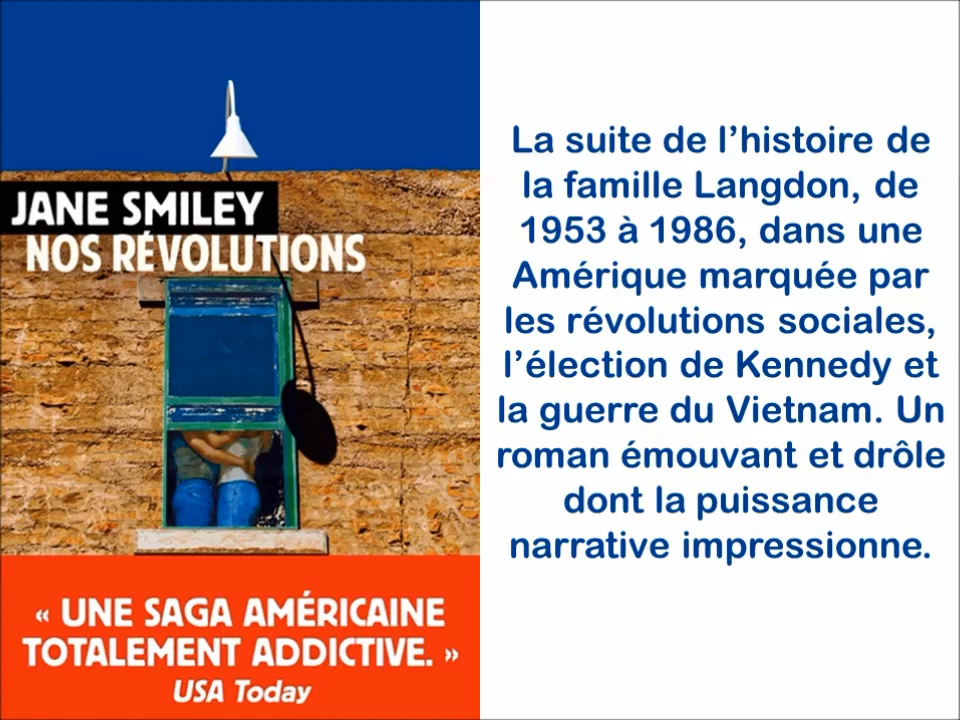 JANE SMILEY
NOS RÉVOLUTIONS
« UNE SAGA AMÉRICAINE
TOTALEMENT ADDICTIVE. »
USA Today
La suite de l’histoire de
la famille Langdon, de
1953 à 1986, dans une
Amérique marquée par
les révolutions sociales,
l’élection de Kennedy et
la guerre du Vietnam. Un
roman émouvant et drôle
dont la puissance
narrative impressionne.